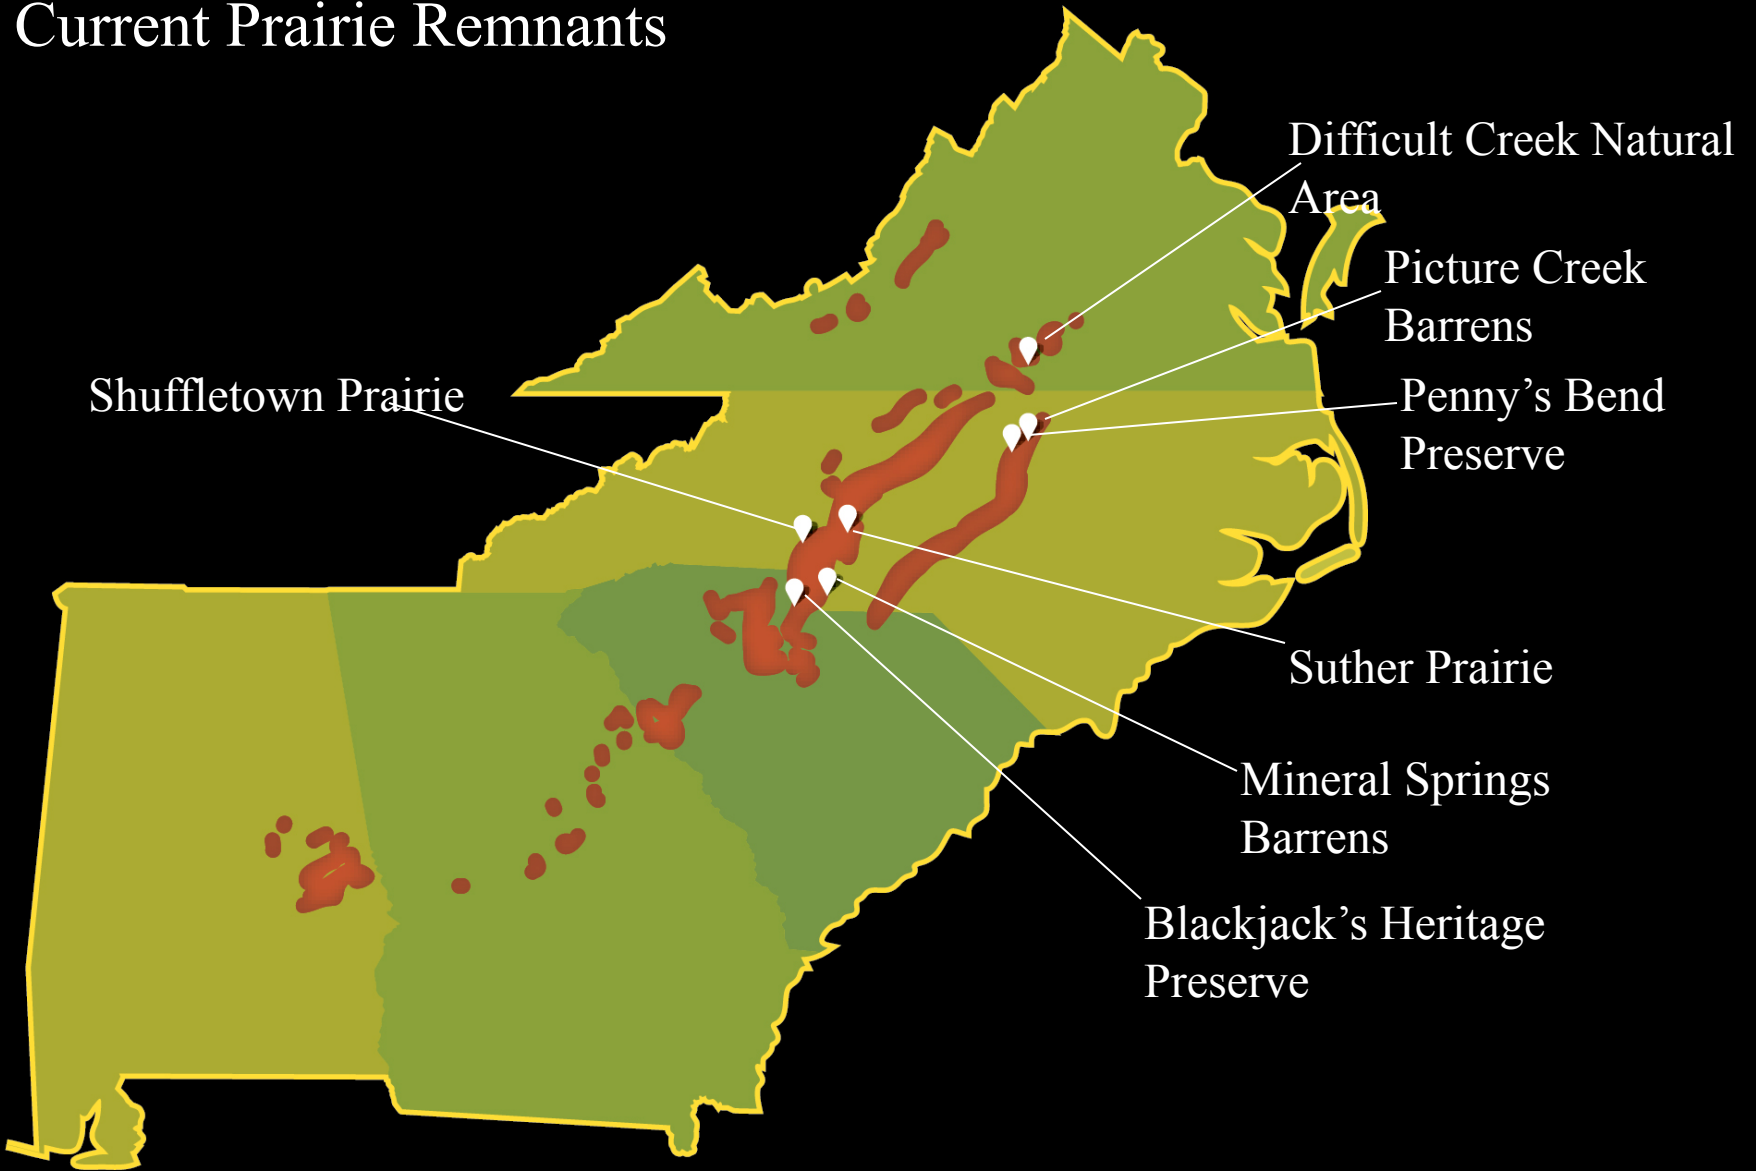 Current Prairie Remnants
Difficult Creek Natural
Area
Picture Creek
Barrens
Shuffletown Prairie
Penny’s Bend
Preserve
Suther Prairie
Mineral Springs
Barrens
Blackjack’s Heritage
Preserve